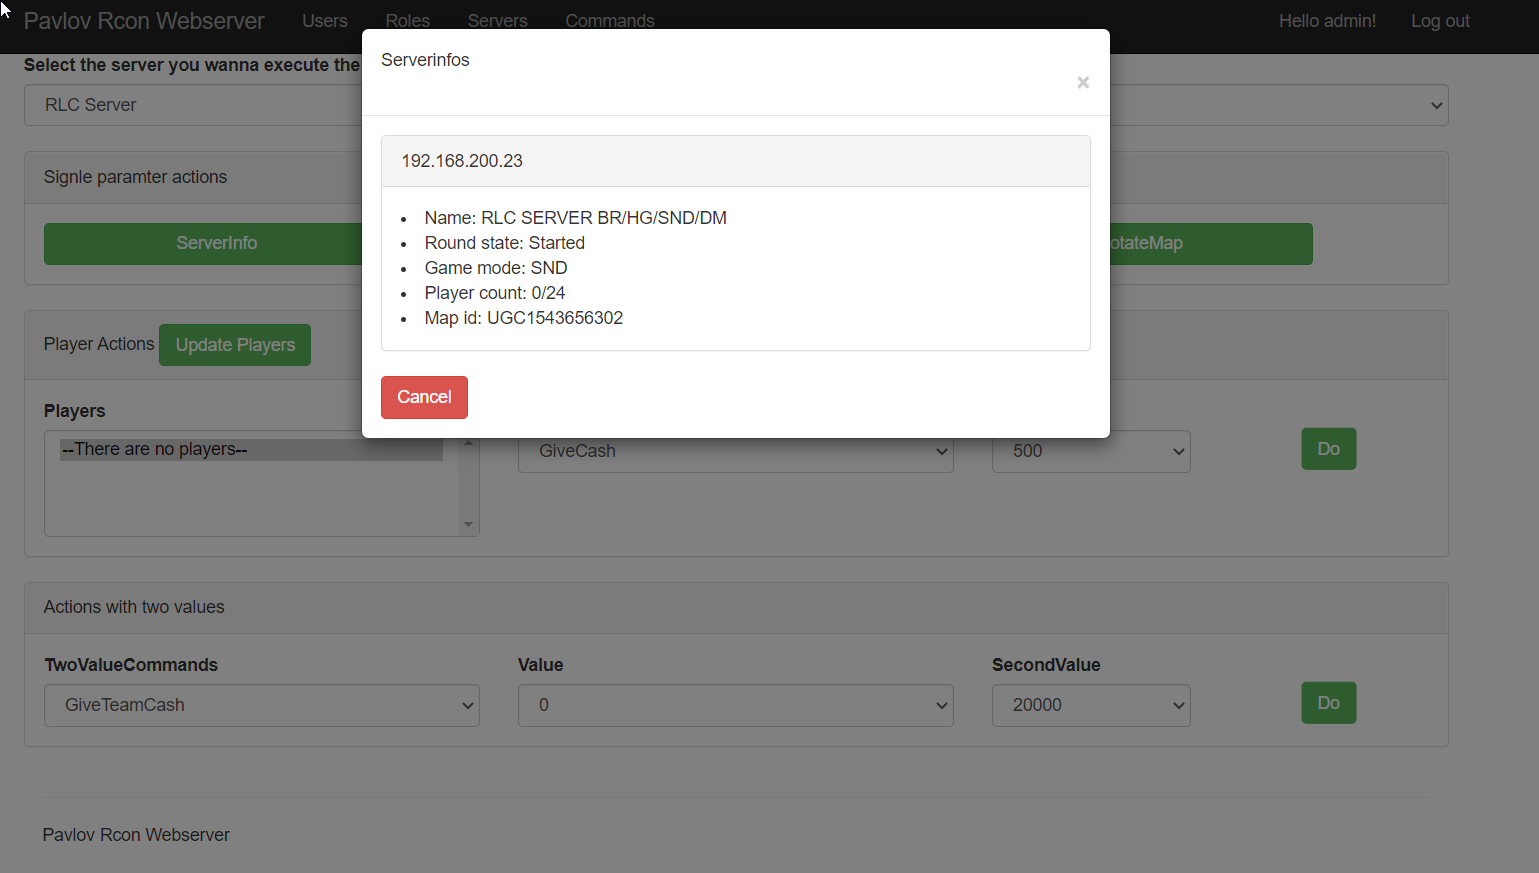 Pavlov Rcon Webserver Users Roles Servers Commands Hello admin! Log out
Serverinfos
×
Select the server you wanna execute the
RLC Server
192.168.200.23
Signle paramter actions
Name: RLC SERVER BR/HG/SND/DM
Round state: Started
Game mode: SND
Player count: 0/24
Map id: UGC1543656302
ServerInfo
otateMap
Player Actions Update Players
Cancel
Players
--There are no players--
GiveCash
500
Do
Actions with two values
TwoValueCommands Value SecondValue
GiveTeamCash 0 20000 Do
Pavlov Rcon Webserver